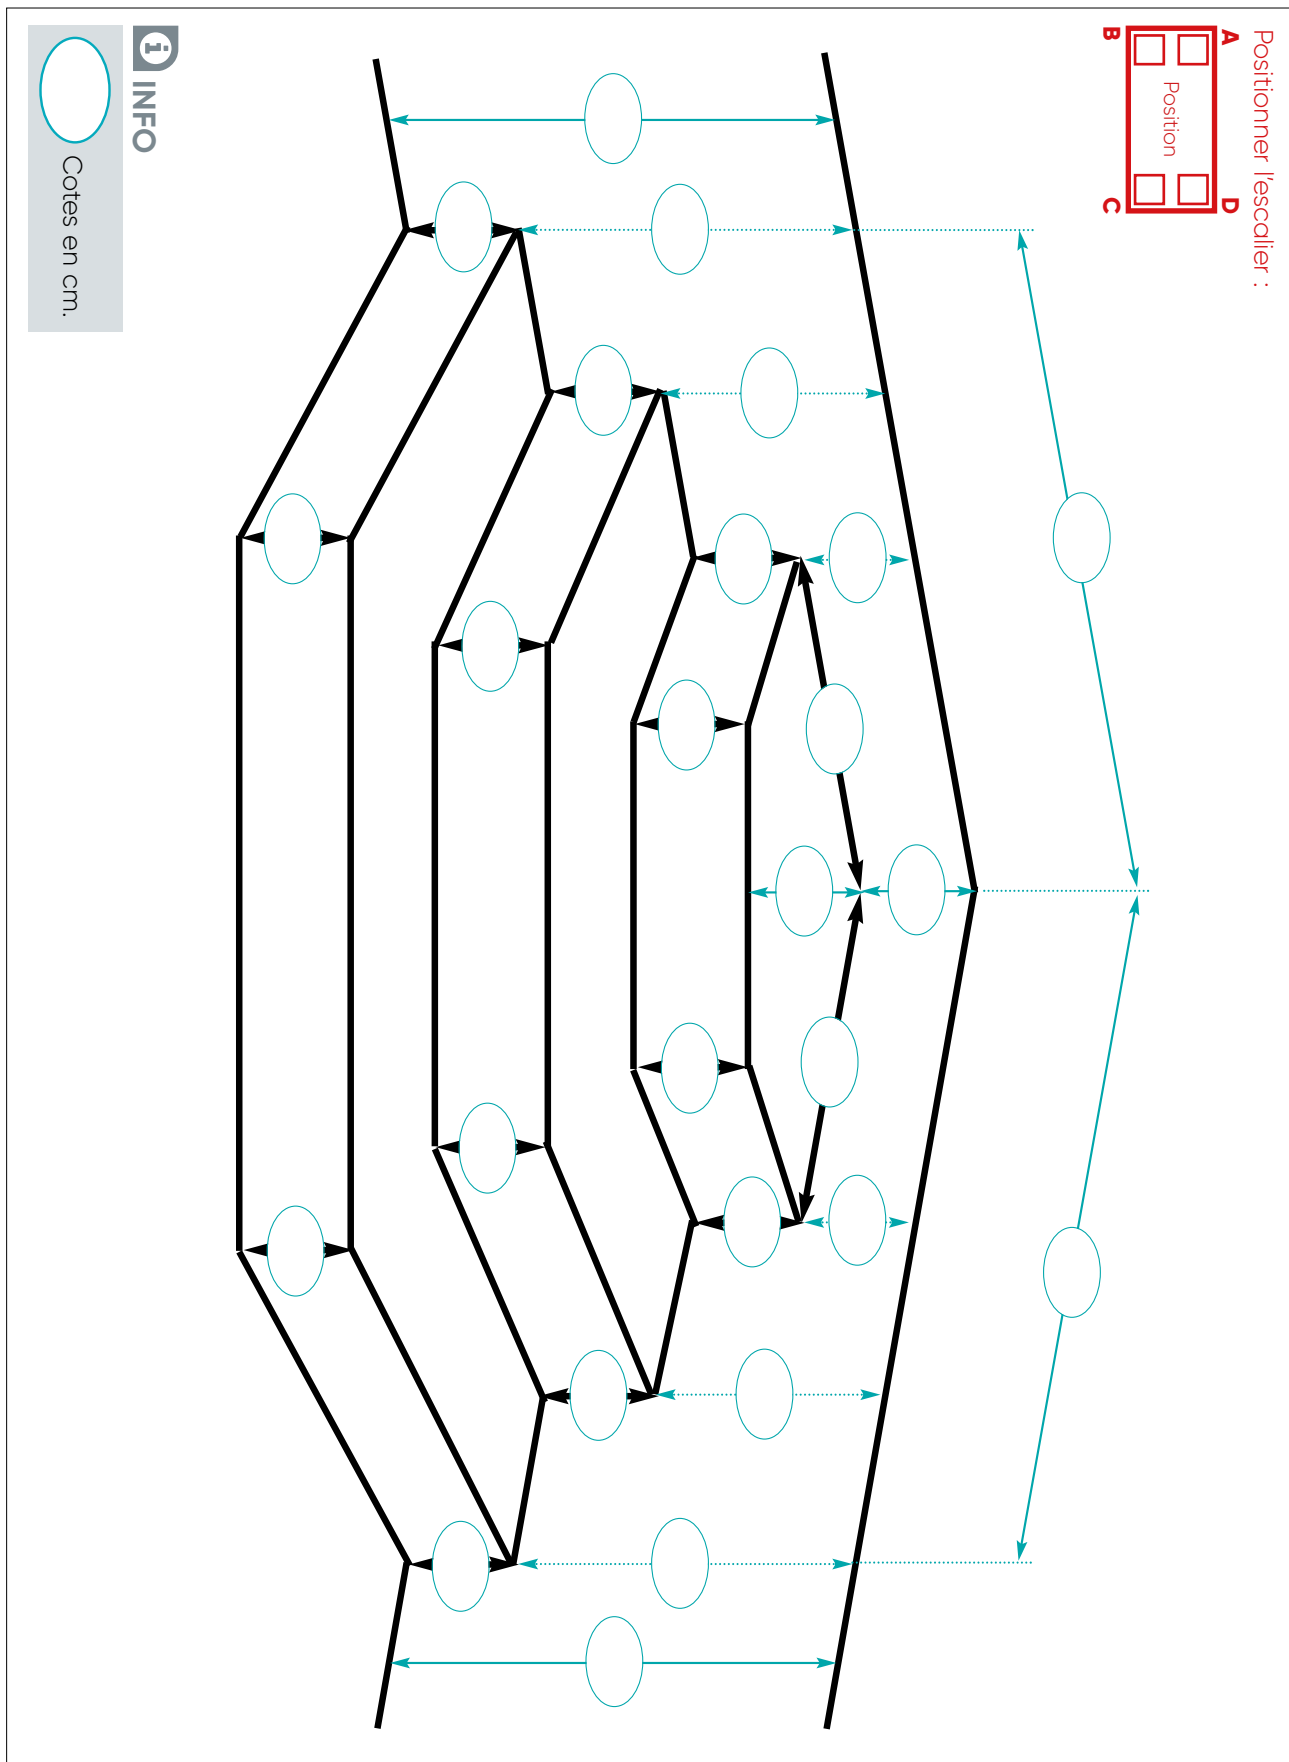 Positionner l'escalier :
A
D
Position
B
C
i INFO
Cotes en cm.